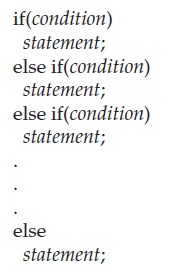 if(condition)
statement;
else if(condition)
statement;
else if(condition)
statement;
.
.
.
else
statement;